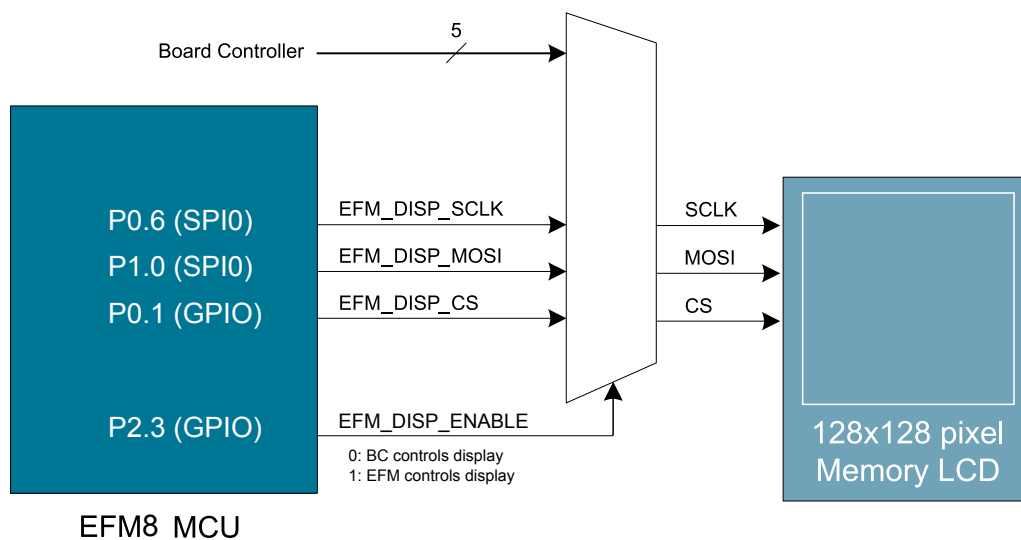 5
Board Controller
P0.6 (SPI0)
EFM_DISP_SCLK
SCLK
P1.0 (SPI0)
EFM_DISP_MOSI
MOSI
P0.1 (GPIO)
EFM_DISP_CS
CS
P2.3 (GPIO)
EFM_DISP_ENABLE
0: BC controls display
1: EFM controls display
128x128 pixel
Memory LCD
EFM8 MCU